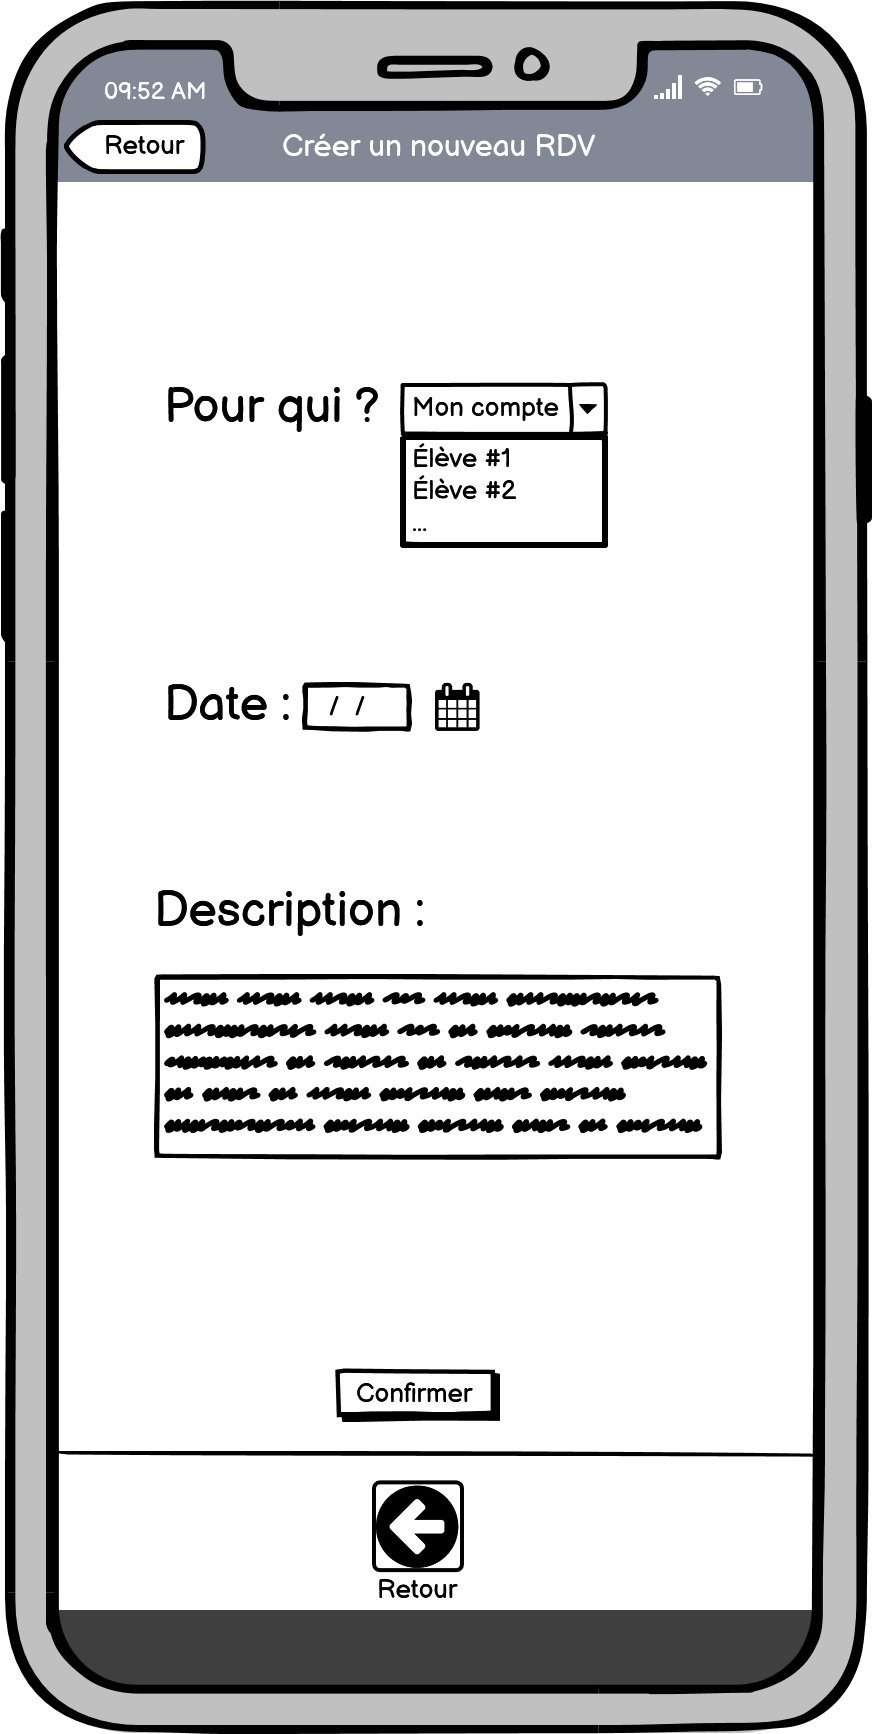 09:52 AM
Retour
Créer un nouveau RDV
Pour qui ?
Mon compte
Élève #1
Élève #2
...
Date :
/ /
Description :
Confirmer
Retour